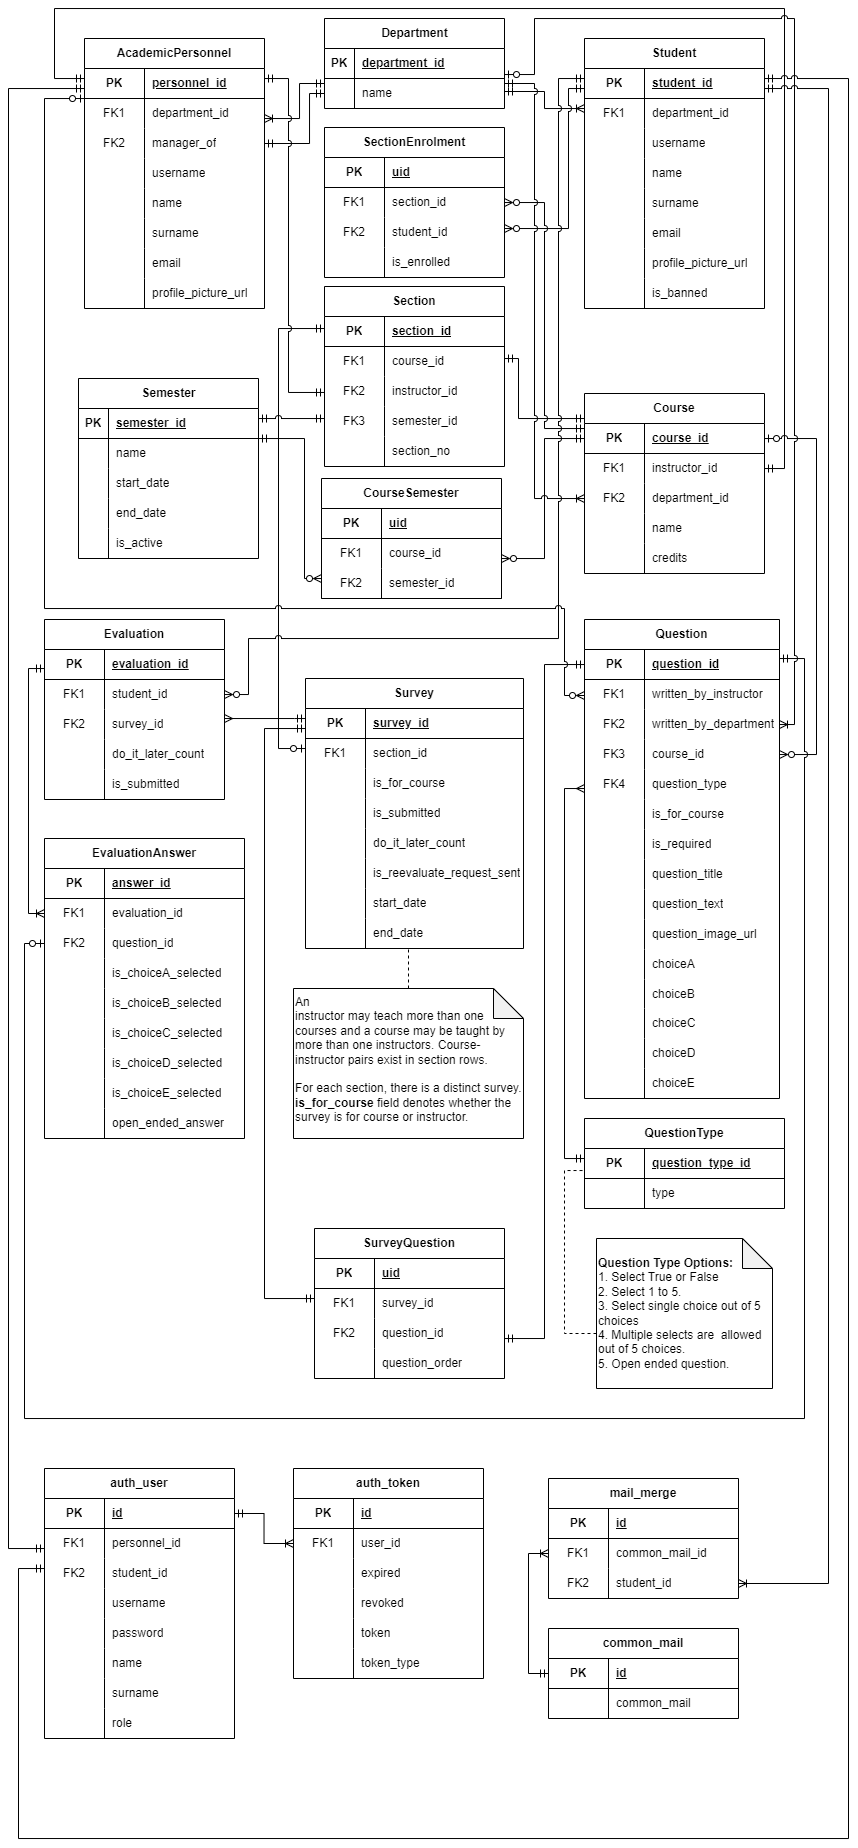 AcademicPersonnel
PK personnel_id
FK1 department_id
FK2 manager_of
username
name
surname
email
profile_picture_url
Department
PK department_id
name
Student
PK student_id
FK1 department_id
username
name
surname
email
profile_picture_url
is_banned
SectionEnrolment
PK uid
FK1 section_id
FK2 student_id
is_enrolled
Section
PK section_id
FK1 course_id
FK2 instructor_id
FK3 semester_id
section_no
Semester
PK semester_id
name
start_date
end_date
is_active
Course
PK course_id
FK1 instructor_id
FK2 department_id
name
credits
CourseSemester
PK uid
FK1 course_id
FK2 semester_id
Evaluation
PK evaluation_id
FK1 student_id
FK2 survey_id
do_it_later_count
is_submitted
Survey
PK survey_id
FK1 section_id
is_for_course
is_submitted
do_it_later_count
is_reevaluate_request_sent
start_date
end_date
Question
PK question_id
FK1 written_by_instructor
FK2 written_by_department
FK3 course_id
FK4 question_type
is_for_course
is_required
question_title
question_text
question_image_url
choiceA
choiceB
choiceC
choiceD
choiceE
EvaluationAnswer
PK answer_id
FK1 evaluation_id
FK2 question_id
is_choiceA_selected
is_choiceB_selected
is_choiceC_selected
is_choiceD_selected
is_choiceE_selected
open_ended_answer
An
instructor may teach more than one
courses and a course may be taught by
more than one instructors. Course-
instructor pairs exist in section rows.
For each section, there is a distinct survey.
is_for_course field denotes whether the
survey is for course or instructor.
QuestionType
PK question_type_id
type
SurveyQuestion
PK uid
FK1 survey_id
FK2 question_id
question_order
Question Type Options:
1. Select True or False
2. Select 1 to 5.
3. Select single choice out of 5
choices
4. Multiple selects are allowed
out of 5 choices.
5. Open ended question.
auth_user
PK id
FK1 personnel_id
FK2 student_id
username
password
name
surname
role
auth_token
PK id
FK1 user_id
expired
revoked
token
token_type
mail_merge
PK id
FK1 common_mail_id
FK2 student_id
common_mail
PK id
common_mail